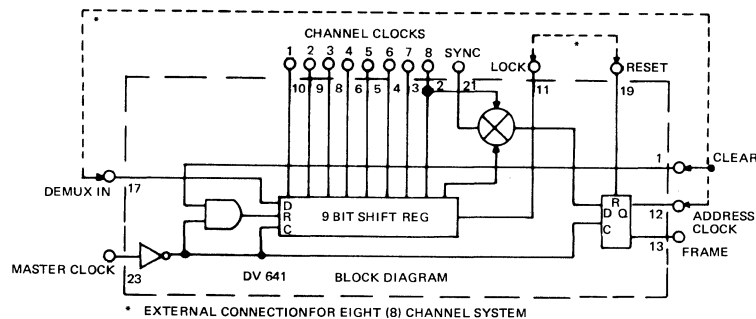 *
CHANNEL CLOCKS
1 2 3 4 5 6 7 8 SYNC
LOCK * RESET
10 9 8 6 5 4 3 2 21 11 19
1 CLEAR
DEMUX IN 17
D
R
C
9 BIT SHIFT REG
R
D Q
C
12 ADDRESS
CLOCK
13 FRAME
MASTER CLOCK 23
DV 641 BLOCK DIAGRAM
* EXTERNAL CONNECTIONFOR EIGHT (8) CHANNEL SYSTEM